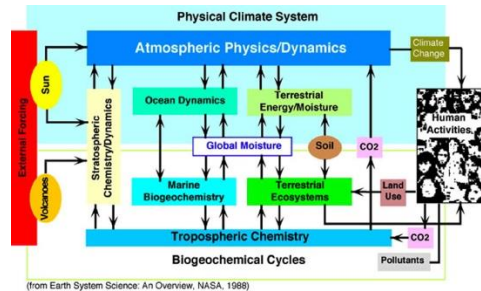 Physical Climate System
Atmospheric Physics/Dynamics
Climate
Change
External Forcing
Sun
Stratospheric
Chemistry/Dynamics
Ocean Dynamics
Terrestrial
Energy/Moisture
Human
Activities
Global Moisture
Soil
CO2
Volcanoes
Marine
Biogeochemistry
Terrestrial
Ecosystems
Land
Use
Tropospheric Chemistry
CO2
Biogeochemical Cycles
Pollutants
(from Earth System Science: An Overview, NASA, 1988)